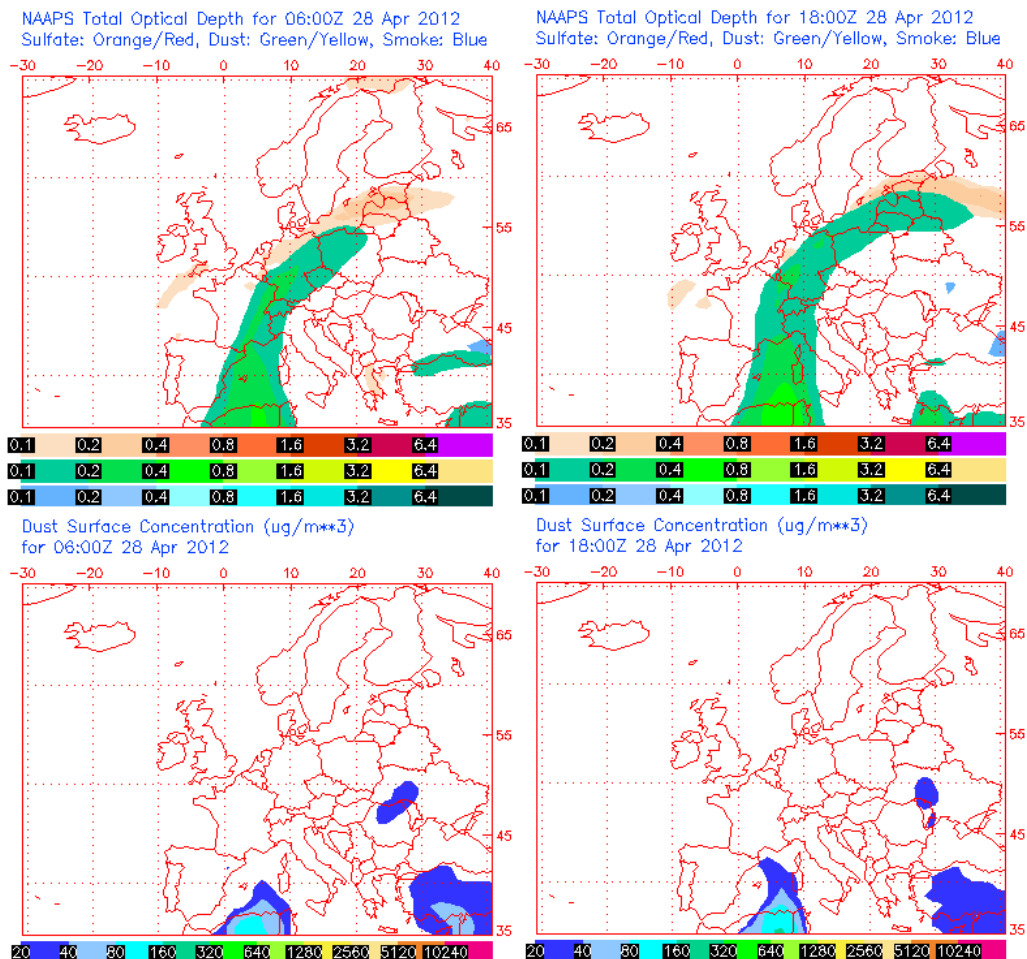 NAAPS Total Optical Depth for 06:00Z 28 Apr 2012
Sulfate: Orange/Red, Dust: Green/Yellow, Smoke: Blue
-30 -20 -10 0 10 20 30 40
65
55
45
35
0.1 0.2 0.4 0.8 1.6 3.2 6.4
0.1 0.2 0.4 0.8 1.6 3.2 6.4
0.1 0.2 0.4 0.8 1.6 3.2 6.4
NAAPS Total Optical Depth for 18:00Z 28 Apr 2012
Sulfate: Orange/Red, Dust: Green/Yellow, Smoke: Blue
-30 -20 -10 0 10 20 30 40
65
55
45
35
0.1 0.2 0.4 0.8 1.6 3.2 6.4
0.1 0.2 0.4 0.8 1.6 3.2 6.4
0.1 0.2 0.4 0.8 1.6 3.2 6.4
Dust Surface Concentration (ug/m**3)
for 06:00Z 28 Apr 2012
-30 -20 -10 0 10 20 30 40
65
55
45
35
20 40 80 160 320 640 1280 2560 5120 10240
Dust Surface Concentration (ug/m**3)
for 18:00Z 28 Apr 2012
-30 -20 -10 0 10 20 30 40
65
55
45
35
20 40 80 160 320 640 1280 2560 5120 10240